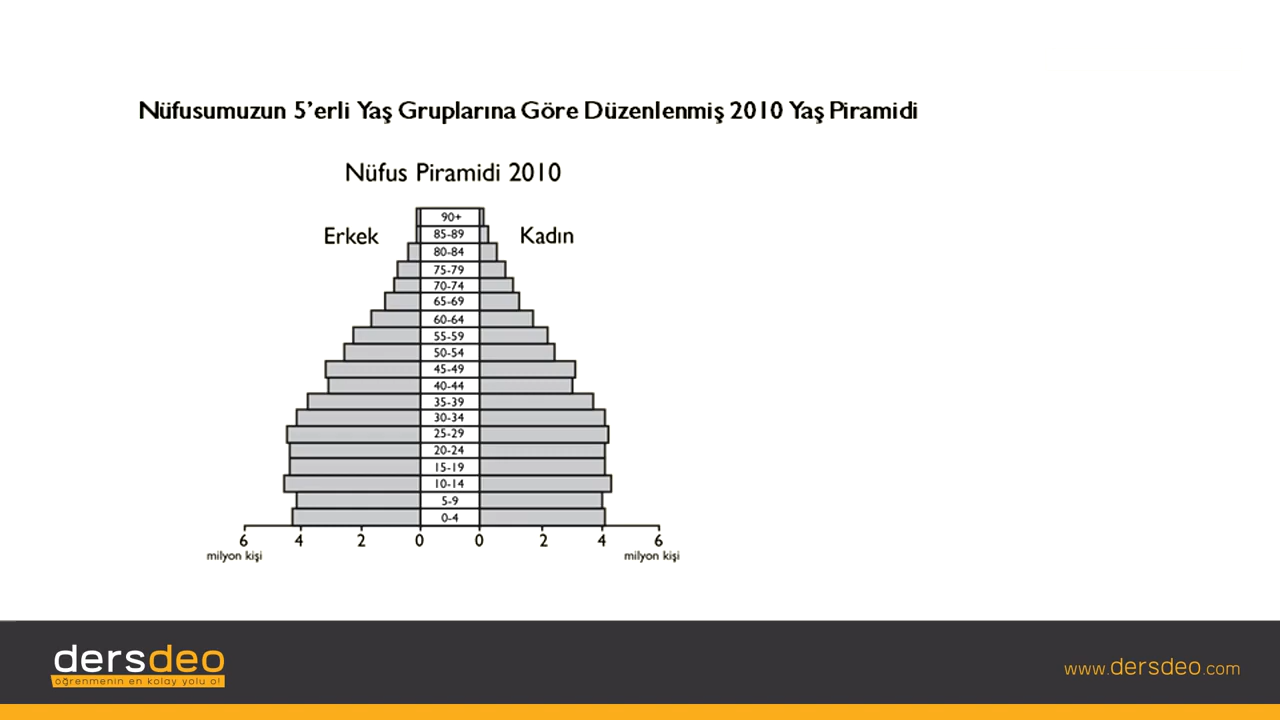 Nüfusumuzun 5’erli Yaş Gruplarına Göre Düzenlenmiş 2010 Yaş Piramidi
Nüfus Piramidi 2010
Erkek
Kadın
90+
85-89
80-84
75-79
70-74
65-69
60-64
55-59
50-54
45-49
40-44
35-39
30-34
25-29
20-24
15-19
10-14
5-9
0-4
6 4 2 0 0 2 4 6
milyon kişi milyon kişi
dersdeo
öğrenmenin en kolay yolu o!
www.dersdeo.com